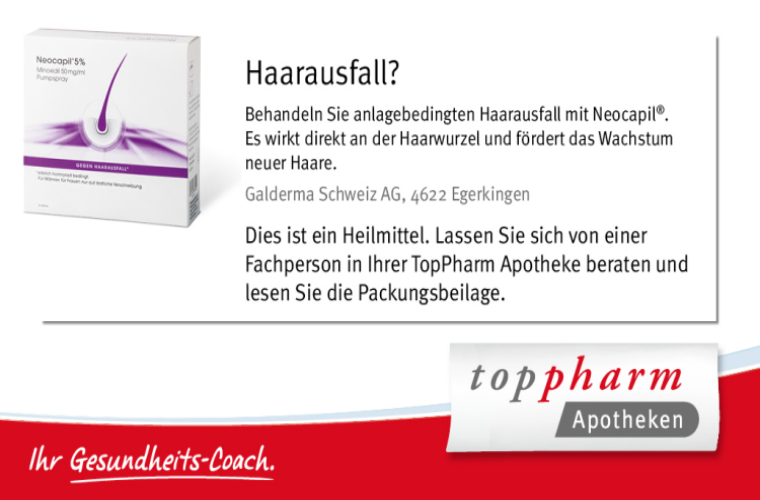 Neocapil® 5%
Minoxidil 50 mg/ml
Pumpspray
GEGEN HAARAUSFALL*
Haarausfall?
Behandeln Sie anlagebedingten Haarausfall mit Neocapil®.
Es wirkt direkt an der Haarwurzel und fördert das Wachstum
neuer Haare.
Galderma Schweiz AG, 4622 Egerkingen
Dies ist ein Heilmittel. Lassen Sie sich von einer
Fachperson in Ihrer TopPharm Apotheke beraten und
lesen Sie die Packungsbeilage.
toppharm
Apotheken
Ihr Gesundheits-Coach.